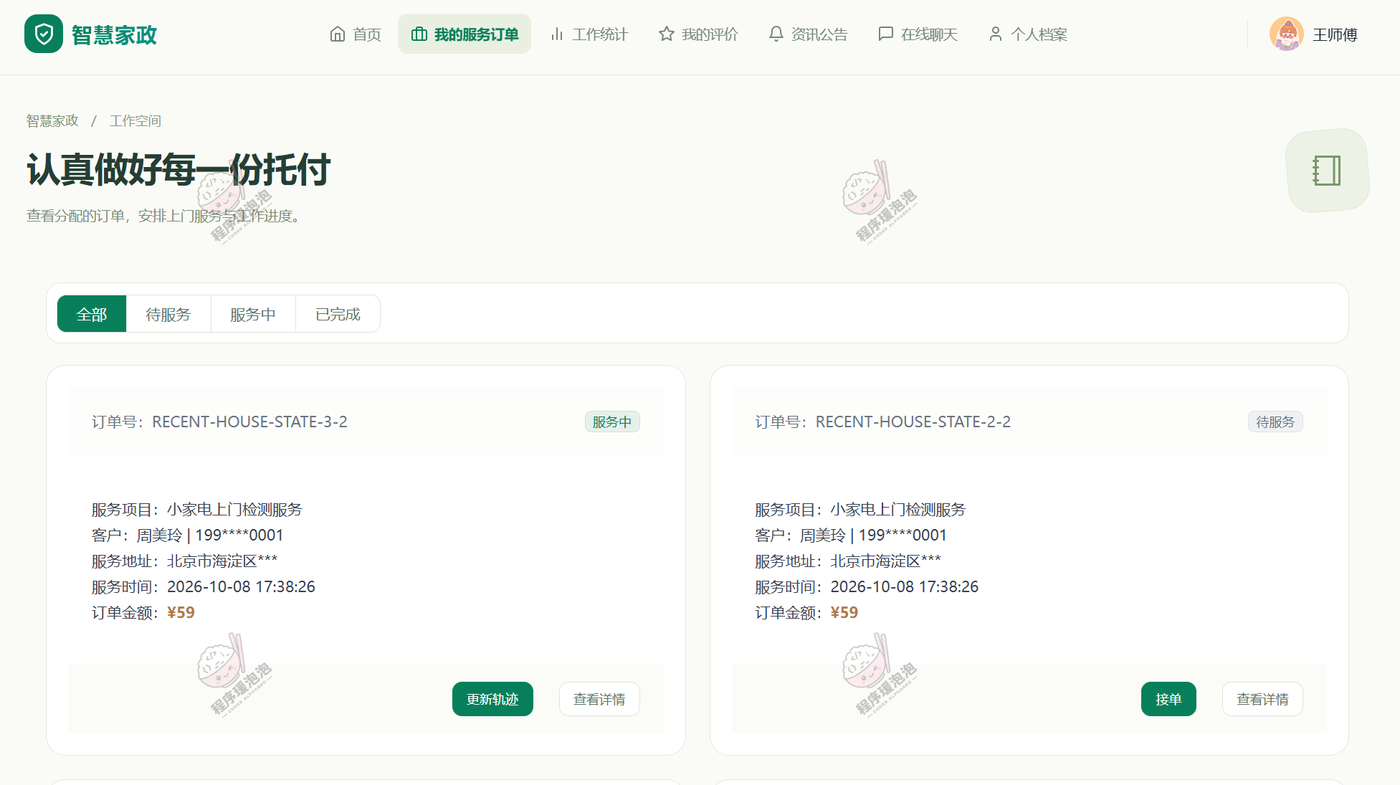 智慧家政
首页
我的服务订单
工作统计
我的评价
资讯公告
在线聊天
个人档案
王师傅
智慧家政 / 工作空间
认真做好每一份托付
查看分配的订单，安排上门服务与工作进度。
程序瑷泡泡
程序瑷泡泡
全部
待服务
服务中
已完成
订单号：RECENT-HOUSE-STATE-3-2
服务中
服务项目：小家电上门检测服务
客户：周美玲 | 199****0001
服务地址：北京市海淀区***
服务时间：2026-10-08 17:38:26
订单金额：¥59
程序瑷泡泡
更新轨迹
查看详情
订单号：RECENT-HOUSE-STATE-2-2
待服务
服务项目：小家电上门检测服务
客户：周美玲 | 199****0001
服务地址：北京市海淀区***
服务时间：2026-10-08 17:38:26
订单金额：¥59
程序瑷泡泡
接单
查看详情